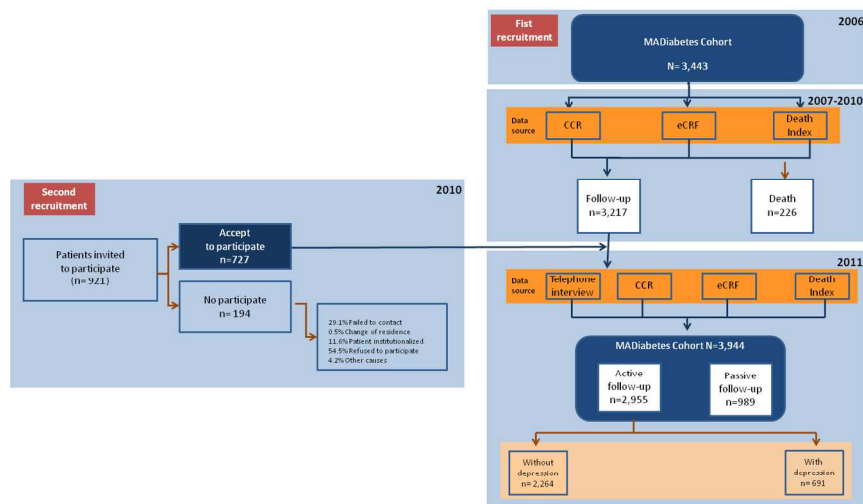 Fist
recruitment
2006
MADiabetes Cohort
N= 3,443
2007-2010
Data
source
CCR
eCRF
Death
Index
Follow-up
n=3,217
Death
n=226
Second
recruitment
2010
Patients invited
to participate
(n= 921)
Accept
to participate
n=727
No participate
n= 194
29.1% Failed to contact
0.5% Change of residence
11.6% Patient institutionalized
54.5% Refused to participate
4.2% Other causes
2011
Data
source
Telephone
interview
CCR
eCRF
Death
Index
MADiabetes Cohort N=3,944
Active
follow-up
n=2,955
Passive
follow-up
n=989
Without
depression
n= 2,264
With
depression
n= 691